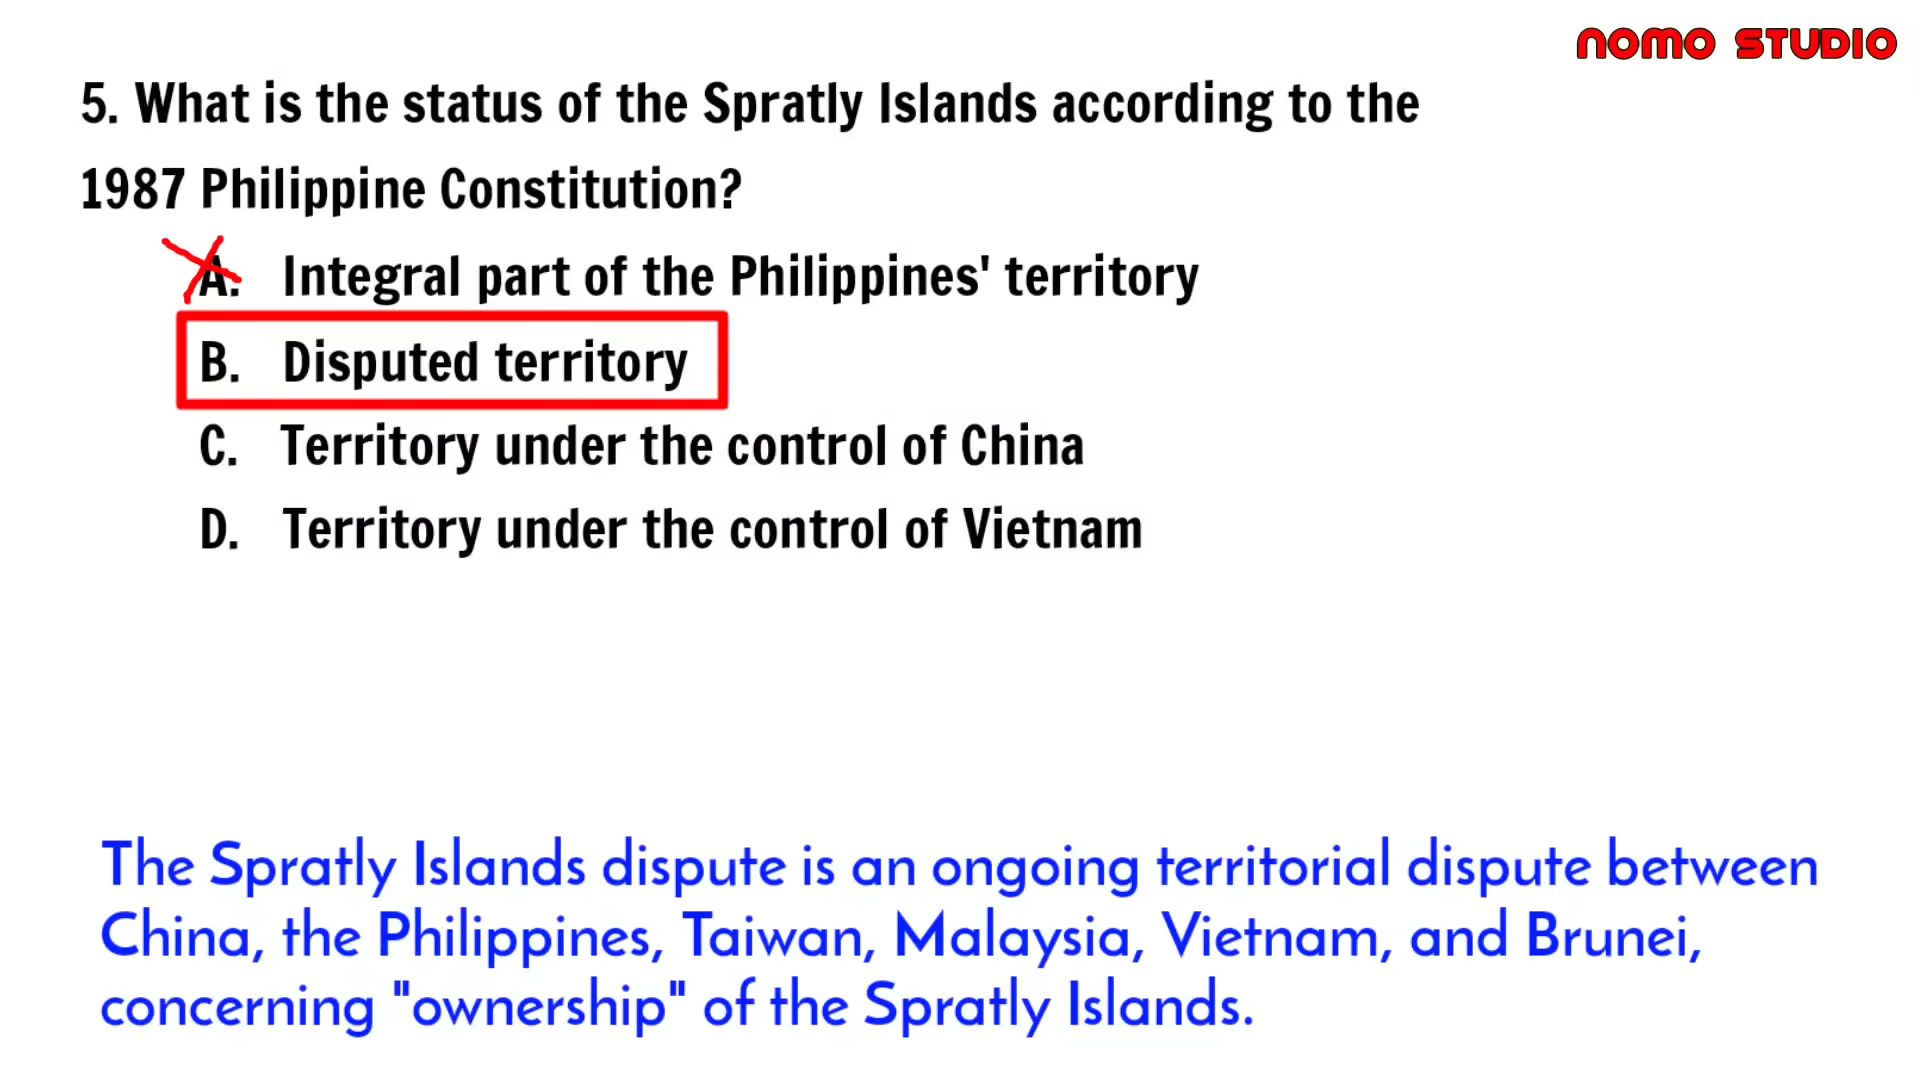 NOMO STUDIO
5. What is the status of the Spratly Islands according to the
1987 Philippine Constitution?
A. Integral part of the Philippines' territory
B. Disputed territory
C. Territory under the control of China
D. Territory under the control of Vietnam
The Spratly Islands dispute is an ongoing territorial dispute between
China, the Philippines, Taiwan, Malaysia, Vietnam, and Brunei,
concerning "ownership" of the Spratly Islands.